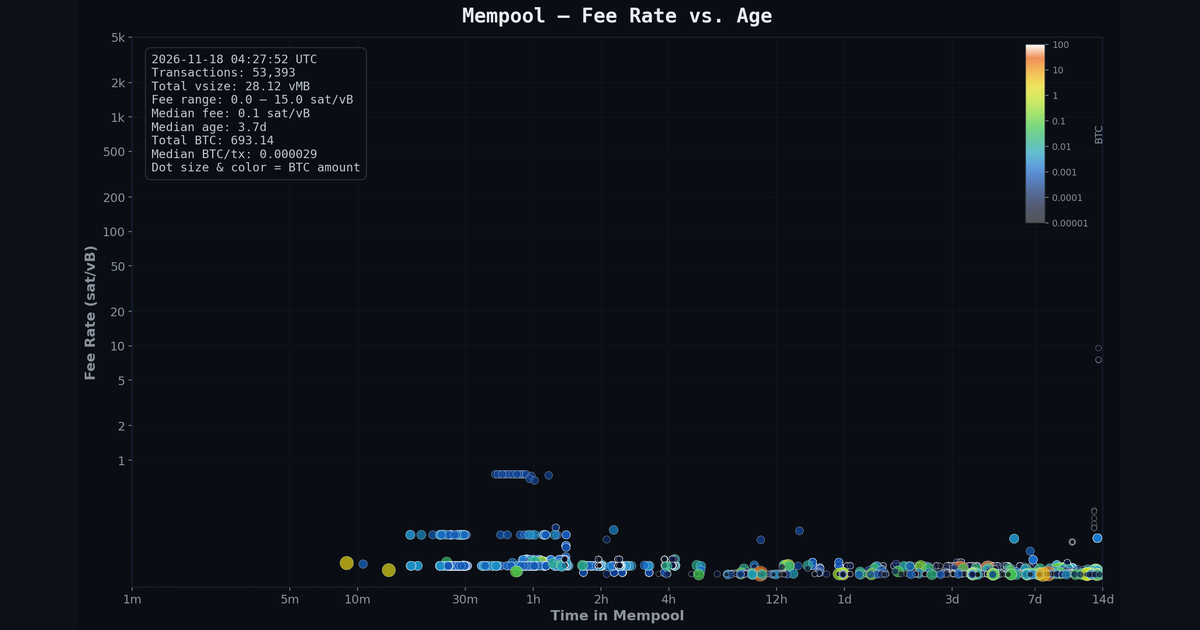 Mempool — Fee Rate vs. Age
2026-11-18 04:27:52 UTC
Transactions: 53,393
Total vsize: 28.12 vMB
Fee range: 0.0 — 15.0 sat/vB
Median fee: 0.1 sat/vB
Median age: 3.7d
Total BTC: 693.14
Median BTC/tx: 0.000029
Dot size & color = BTC amount
100
10
1
0.1
0.01
0.001
0.0001
0.00001
BTC
5k
2k
1k
500
200
100
50
20
10
5
2
1
Fee Rate (sat/vB)
1m
5m
10m
30m
1h
2h
4h
12h
1d
3d
7d
14d
Time in Mempool